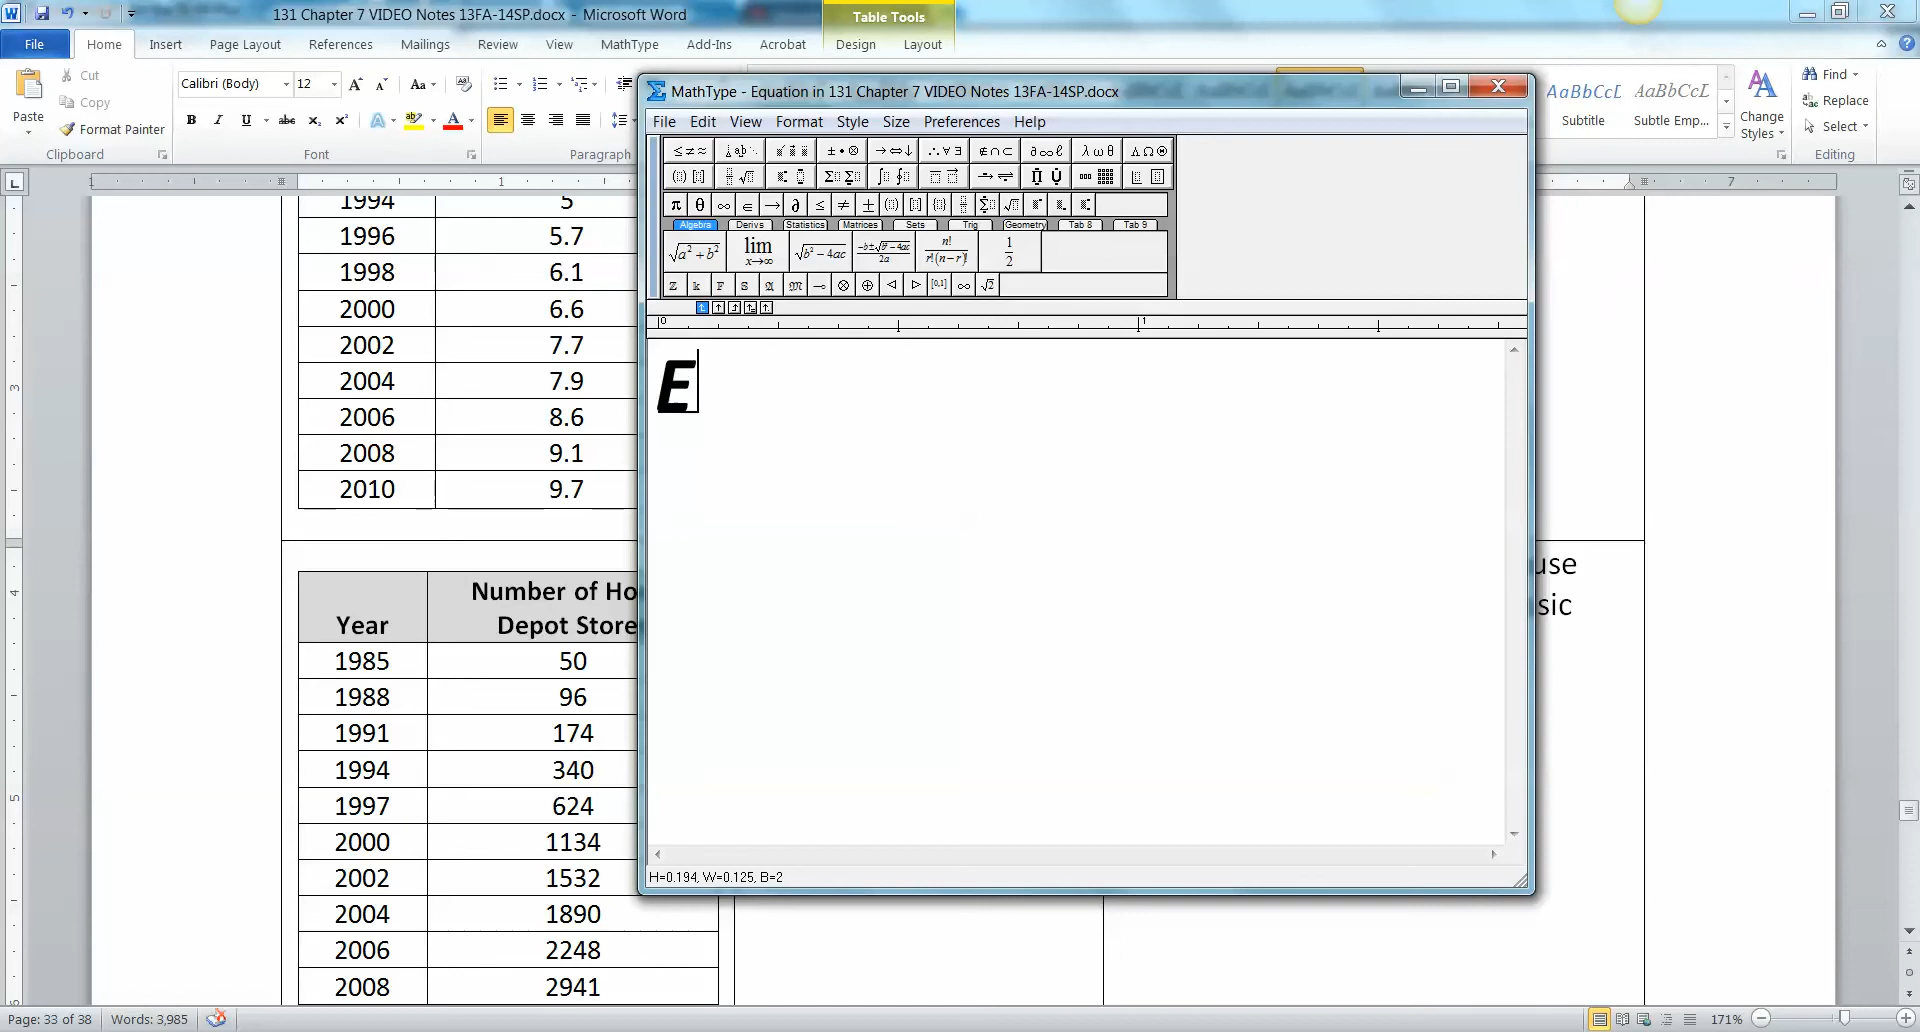 131 Chapter 7 VIDEO Notes 13FA-14SP.docx - Microsoft Word
Table Tools
File Home Insert Page Layout References Mailings Review View MathType Add-Ins Acrobat Design Layout
Paste
Cut
Copy
Format Painter
Clipboard
Calibri (Body) 12
B I U abc x₂ x²
Font
Paragraph
AaBbCcL AaBbCcL
Subtitle Subtle Emp...
Change Styles
Find
Replace
Select
Editing
MathType - Equation in 131 Chapter 7 VIDEO Notes 13FA-14SP.docx
File Edit View Format Style Size Preferences Help
Algebra Derivs Statistics Matrices Sets Trig Geometry Tab 8 Tab 9
E
H=0.194, W=0.125, B=2
1994 5
1996 5.7
1998 6.1
2000 6.6
2002 7.7
2004 7.9
2006 8.6
2008 9.1
2010 9.7
Year Number of Ho
Depot Store
1985 50
1988 96
1991 174
1994 340
1997 624
2000 1134
2002 1532
2004 1890
2006 2248
2008 2941
use
sic
Page: 33 of 38 Words: 3,985
171%